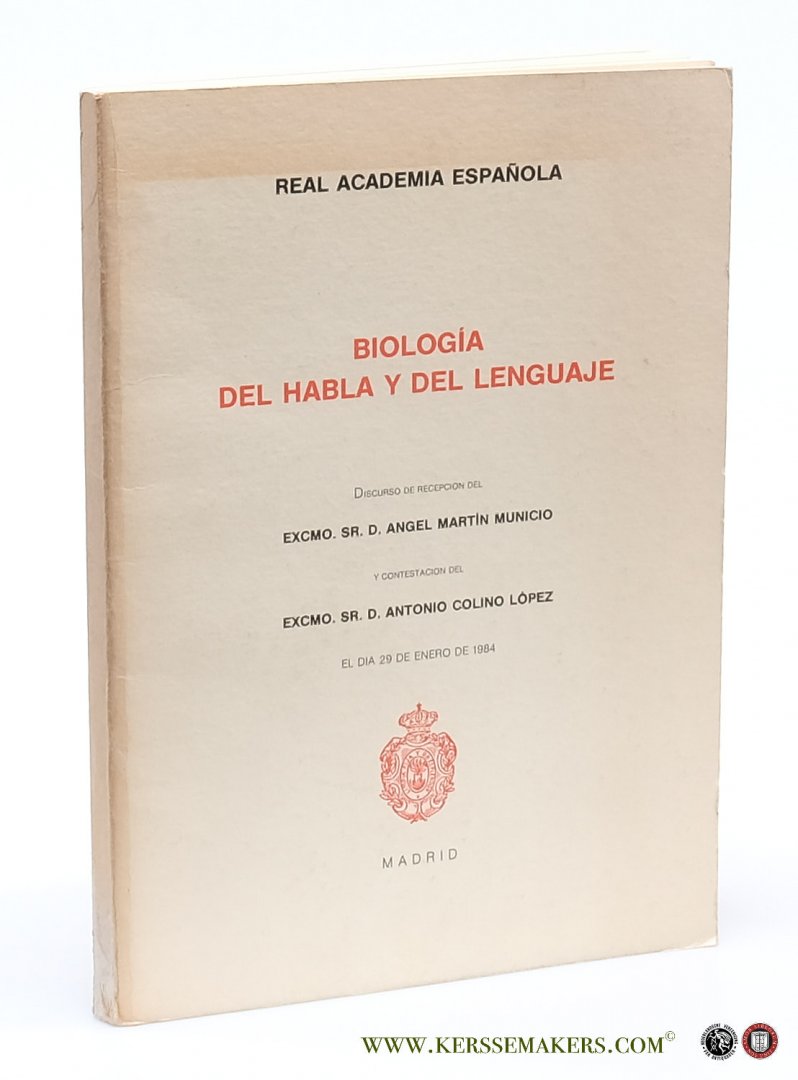 REAL ACADEMIA ESPAÑOLA
BIOLOGÍA
DEL HABLA Y DEL LENGUAJE
DISCURSO DE RECEPCION DEL
EXCMO. SR. D. ANGEL MARTÍN MUNICIO
Y CONTESTACION DEL
EXCMO. SR. D. ANTONIO COLINO LÓPEZ
EL DIA 29 DE ENERO DE 1984
MADRID
WWW.KERSSEMAKERS.COM©